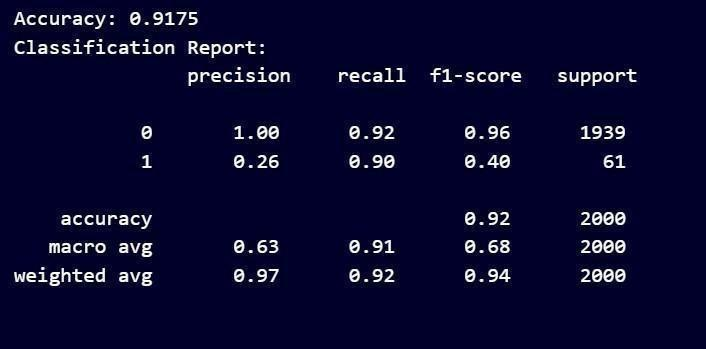 Accuracy: 0.9175
Classification Report:
precision recall f1-score support
0 1.00 0.92 0.96 1939
1 0.26 0.90 0.40 61
accuracy 0.92 2000
macro avg 0.63 0.91 0.68 2000
weighted avg 0.97 0.92 0.94 2000